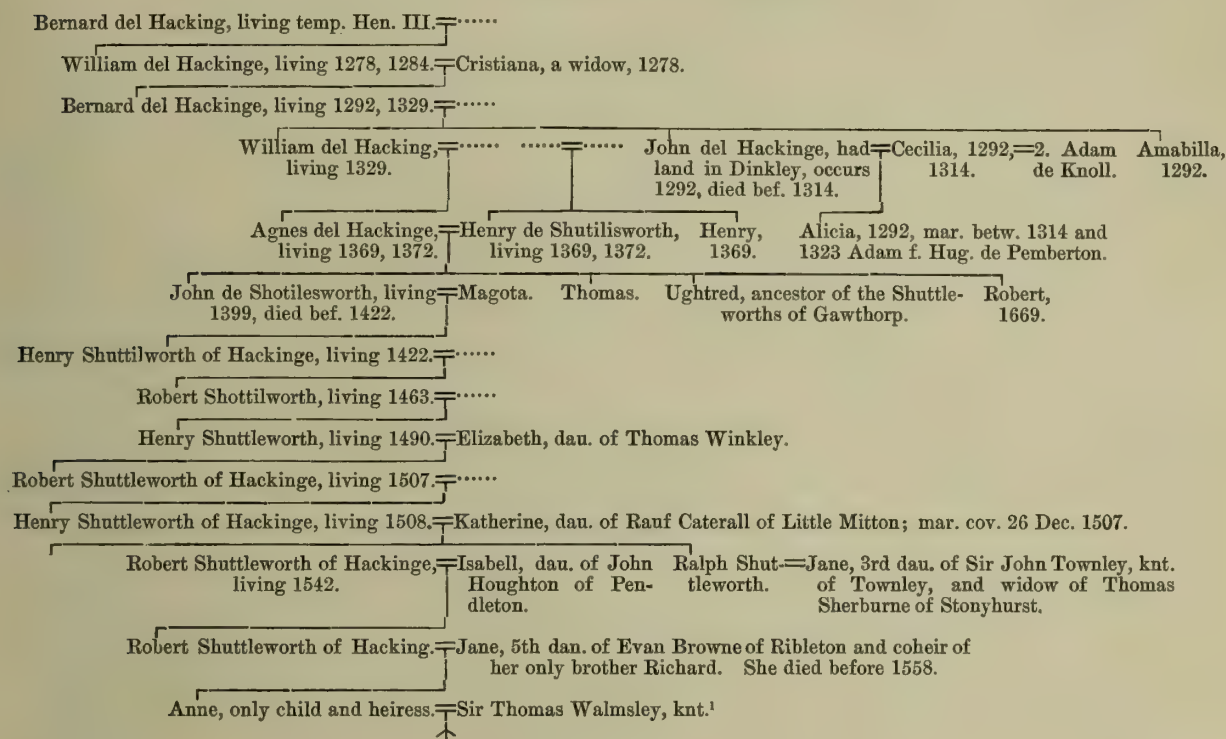 Bernard del Hacking, living temp. Hen. III.=......
William del Hackinge, living 1278, 1284.=Cristiana, a widow, 1278.
Bernard del Hackinge, living 1292, 1329.=......
William del Hacking,=...... ......=...... John del Hackinge, had=Cecilia, 1292,=2. Adam Amabilla,
living 1329. land in Dinkley, occurs 1314. de Knoll. 1292.
1292, died bef. 1314.
Agnes del Hackinge,=Henry de Shutilisworth, Henry, Alicia, 1292, mar. betw. 1314 and
living 1369, 1372. living 1369, 1372. 1369. 1323 Adam f. Hug. de Pemberton.
John de Shotilesworth, living=Magota. Thomas. Ughtred, ancestor of the Shuttle- Robert,
1399, died bef. 1422. worths of Gawthorp. 1669.
Henry Shuttilworth of Hackinge, living 1422.=......
Robert Shottilworth, living 1463.=......
Henry Shuttleworth, living 1490.=Elizabeth, dau. of Thomas Winkley.
Robert Shuttleworth of Hackinge, living 1507.=......
Henry Shuttleworth of Hackinge, living 1508.=Katherine, dau. of Rauf Caterall of Little Mitton; mar. cov. 26 Dec. 1507.
Robert Shuttleworth of Hackinge,=Isabell, dau. of John Ralph Shut-=Jane, 3rd dau. of Sir John Townley, knt.
living 1542. Houghton of Pen- tleworth. of Townley, and widow of Thomas
dleton. Sherburne of Stonyhurst.
Robert Shuttleworth of Hacking.=Jane, 5th dan. of Evan Browne of Ribleton and coheir of
her only brother Richard. She died before 1558.
Anne, only child and heiress.=Sir Thomas Walmsley, knt.¹